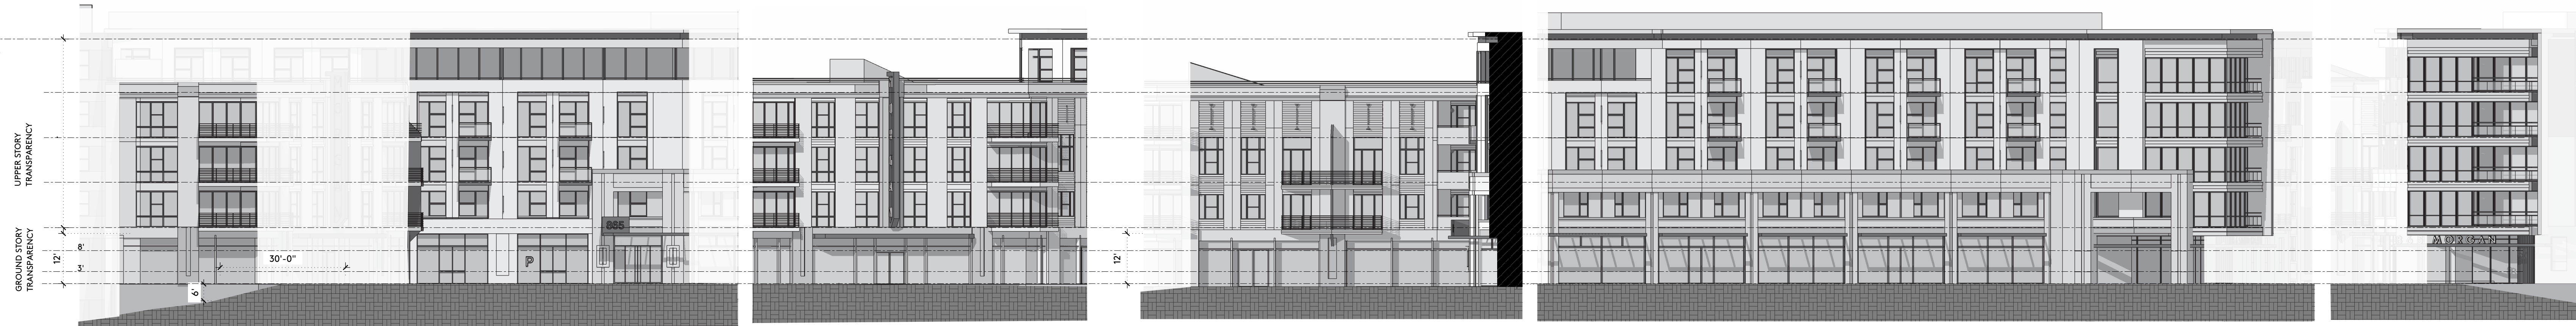 UPPER STORY
TRANSPARENCY
GROUND STORY
TRANSPARENCY
8'
12'
3'
6'
30'-0"
P
885
12'
MORGAN